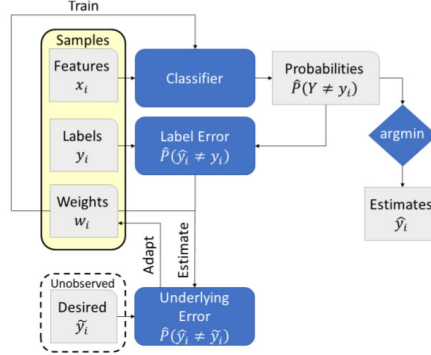 Train
Samples
Features
x_i
Classifier
Probabilities
P̂(Y ≠ y_i)
Labels
y_i
Label Error
P̂(ŷ_i ≠ y_i)
argmin
Weights
w_i
Estimates
ŷ_i
Adapt
Estimate
Unobserved
Desired
ỹ_i
Underlying
Error
P̂(ŷ_i ≠ ỹ_i)